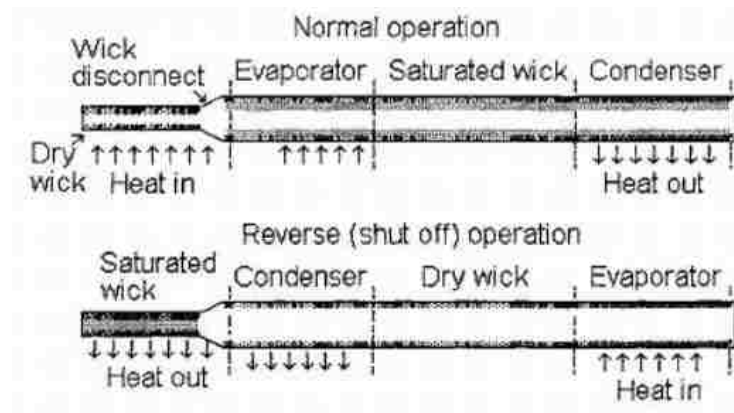 Normal operation
Wick
disconnect
Evaporator
Saturated wick
Condenser
Dry
wick
Heat in
Heat out
Reverse (shut off) operation
Saturated
wick
Condenser
Dry wick
Evaporator
Heat out
Heat in